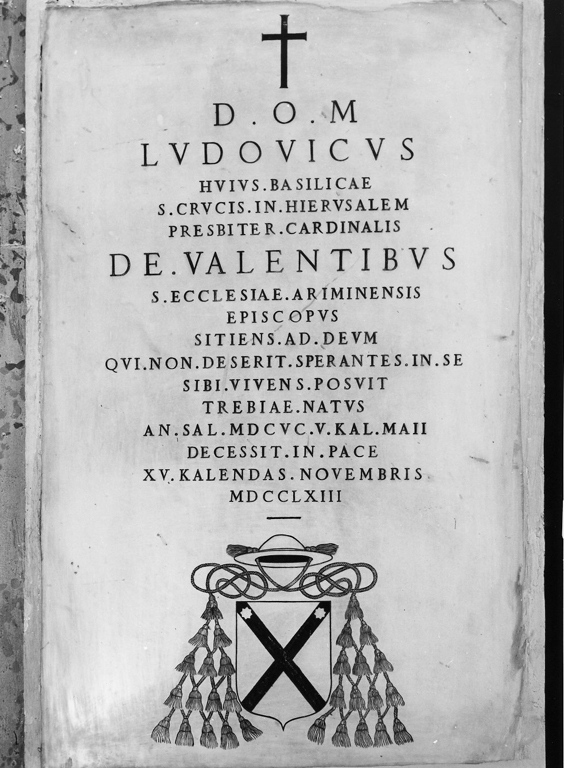 D.O.M
LVDOVICVS
HVIVS.BASILICAE
S.CRVCIS.IN.HIERVSALEM
PRESBITER.CARDINALIS
DE.VALENTIBVS
S.ECCLESIAE.ARIMINENSIS
EPISCOPVS
SITIENS.AD.DEVM
QVI.NON.DESERIT.SPERANTES.IN.SE
SIBI.VIVENS.POSVIT
TREBIAE.NATVS
AN.SAL.MDCVC.V.KAL.MAII
DECESSIT.IN.PACE
XV.KALENDAS.NOVEMBRIS
MDCCLXIII